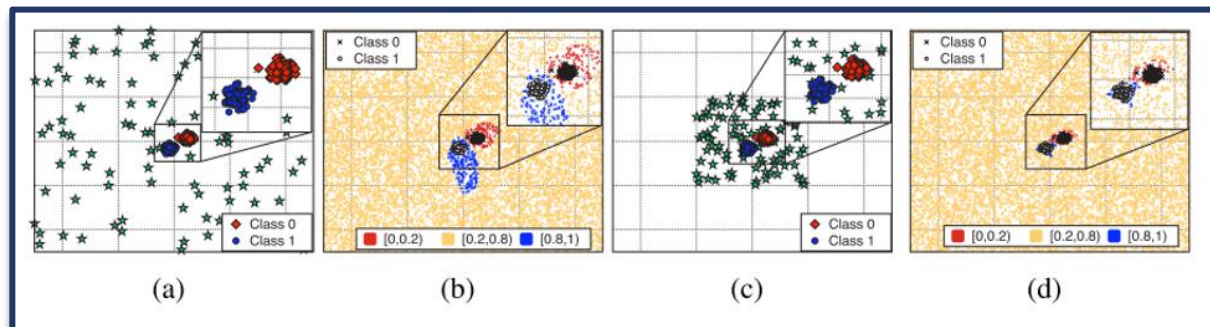 Class 0
Class 1
[0,0.2) [0.2,0.8) [0.8,1)
(a)
Class 0
Class 1
(b)
Class 0
Class 1
(c)
Class 0
Class 1
[0,0.2) [0.2,0.8) [0.8,1)
(d)